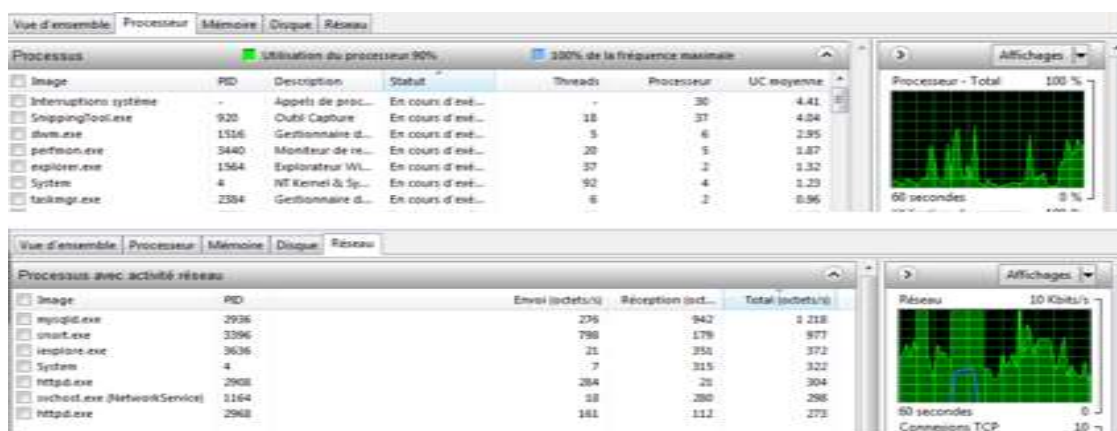 Vue d'ensemble Processeur Mémoire Disque Réseau
Processus Utilisation du processeur 90% 100% de la fréquence maximale Affichages
Image PID Description Statut Threads Processeur UC moyenne Processeur - Total 100 %
Interruptions système - Appels de proc... En cours d'exé... - 30 4.41
SnippingTool.exe 920 Outil Capture En cours d'exé... 18 37 4.04
dwm.exe 1516 Gestionnaire d... En cours d'exé... 5 6 2.95
perfmon.exe 3440 Moniteur de re... En cours d'exé... 20 5 1.87
explorer.exe 1564 Explorateur Wi... En cours d'exé... 37 2 1.32
System 4 NT Kernel & Sy... En cours d'exé... 92 4 1.23
taskmgr.exe 2384 Gestionnaire d... En cours d'exé... 6 2 0.96
60 secondes 0 %
Vue d'ensemble Processeur Mémoire Disque Réseau
Processus avec activité réseau Affichages
Image PID Envoi (octets/s) Réception (oct... Total (octets/s) Réseau 10 Kbits/s
mysqld.exe 2936 276 942 1 218
snort.exe 3396 798 179 977
iexplore.exe 3636 21 351 372
System 4 7 315 322
httpd.exe 2908 284 21 304
svchost.exe (NetworkService) 1164 18 280 298
httpd.exe 2968 161 112 273
60 secondes 0
Connexions TCP 10